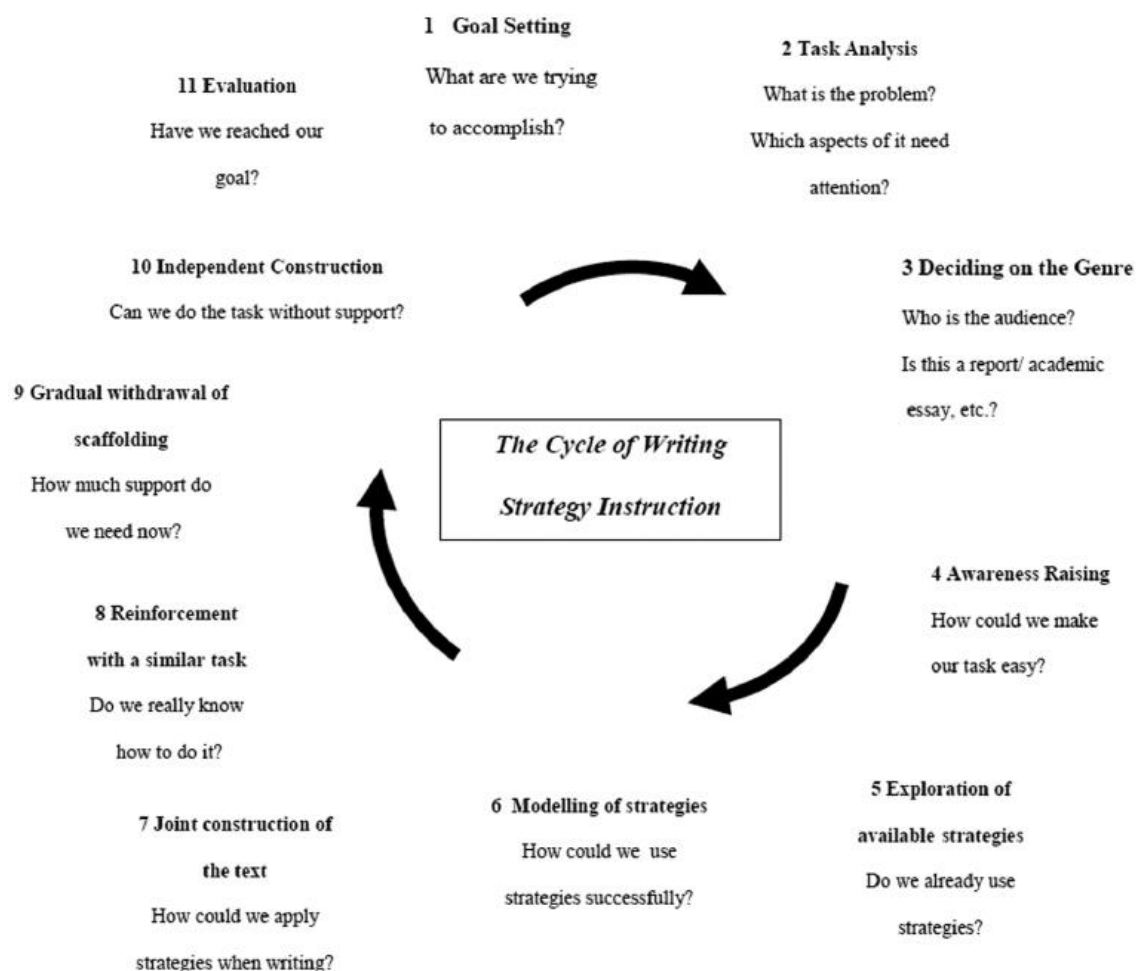 1 Goal Setting
What are we trying
to accomplish?
2 Task Analysis
What is the problem?
Which aspects of it need
attention?
3 Deciding on the Genre
Who is the audience?
Is this a report/ academic
essay, etc.?
4 Awareness Raising
How could we make
our task easy?
5 Exploration of
available strategies
Do we already use
strategies?
6 Modelling of strategies
How could we use
strategies successfully?
7 Joint construction of
the text
How could we apply
strategies when writing?
8 Reinforcement
with a similar task
Do we really know
how to do it?
9 Gradual withdrawal of
scaffolding
How much support do
we need now?
10 Independent Construction
Can we do the task without support?
11 Evaluation
Have we reached our
goal?
The Cycle of Writing
Strategy Instruction